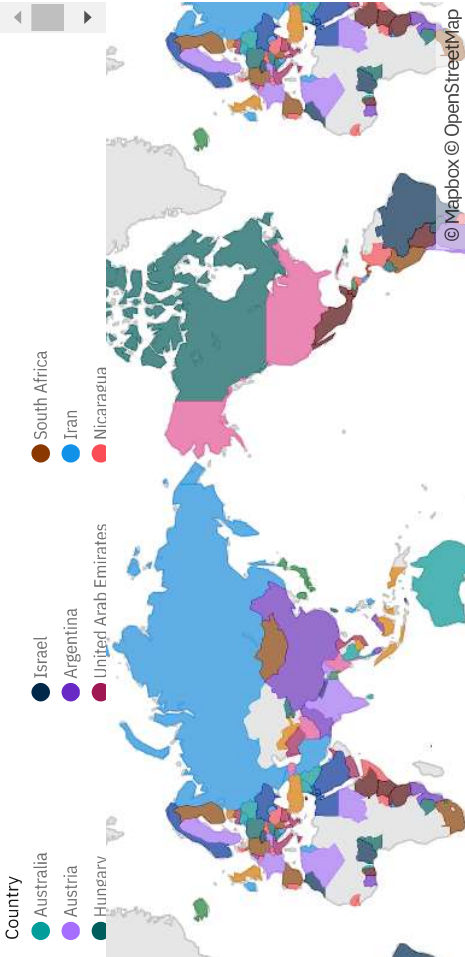 Country
Australia
Israel
South Africa
Austria
Argentina
Iran
Hungary
United Arab Emirates
Nicaragua
© Mapbox © OpenStreetMap